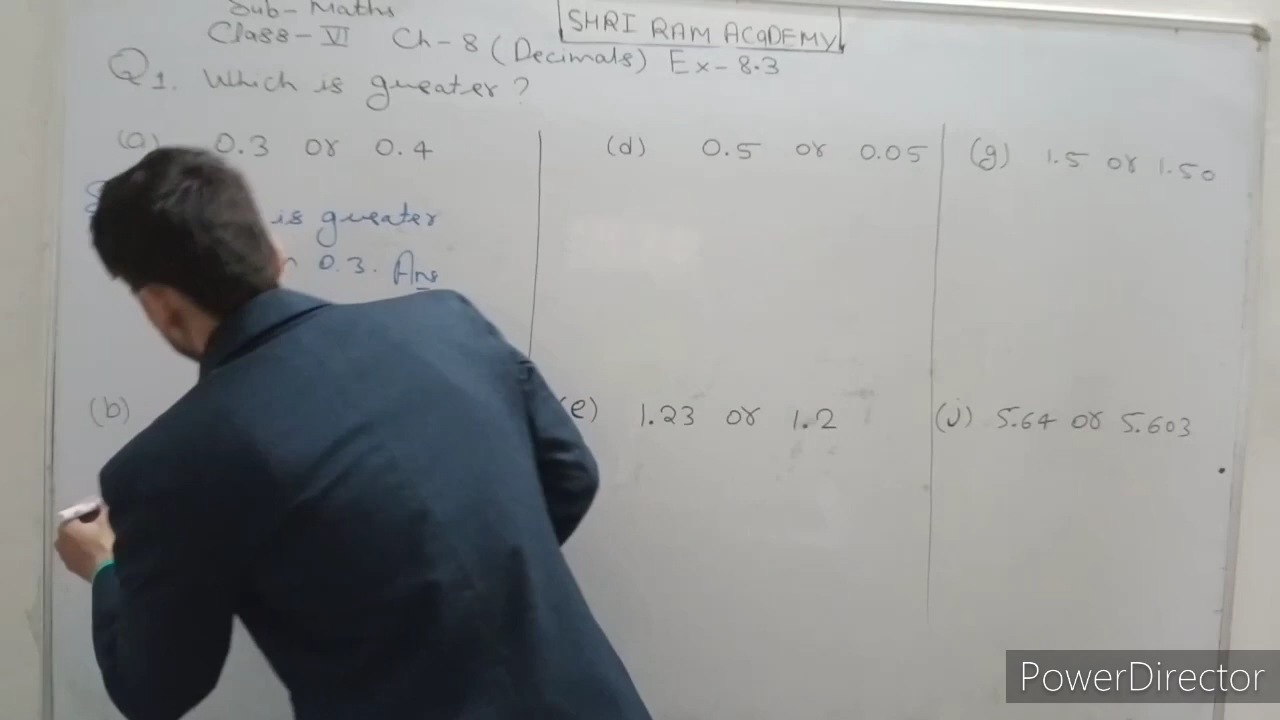 Sub- Maths
SHRI RAM ACADEMY
Class-VI Ch-8 (Decimals) Ex-8.3
Q1. Which is greater?
(a) 0.3 or 0.4
is greater
0.3. Ans
(b)
(d) 0.5 or 0.05
(e) 1.23 or 1.2
(g) 1.5 or 1.50
(j) 5.64 or 5.603
PowerDirector